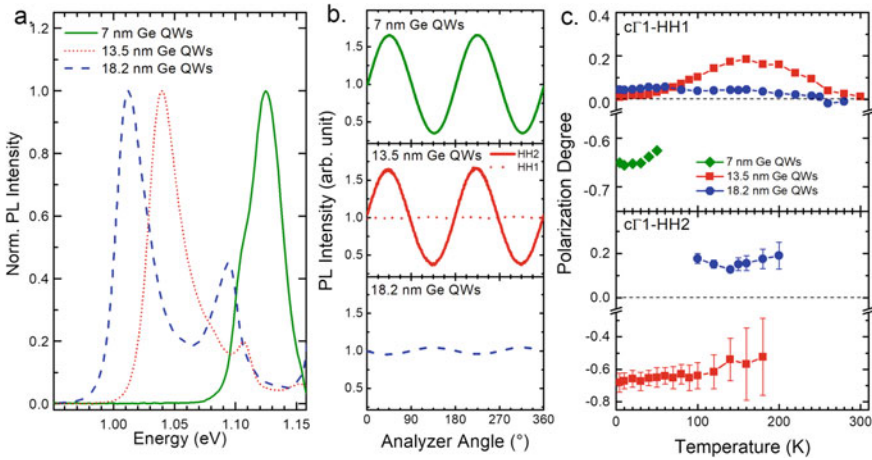 a.
7 nm Ge QWs
13.5 nm Ge QWs
18.2 nm Ge QWs
1.2
1.0
0.8
0.6
0.4
0.2
0.0
Norm. PL Intensity
1.00
1.05
1.10
1.15
Energy (eV)
b.
7 nm Ge QWs
1.5
1.0
0.5
13.5 nm Ge QWs
HH2
HH1
1.5
1.0
0.5
18.2 nm Ge QWs
1.5
1.0
0.5
PL Intensity (arb. unit)
0
90
180
270
360
Analyzer Angle (°)
c.
cΓ1-HH1
0.4
0.2
0.0
-0.6
-0.7
7 nm Ge QWs
13.5 nm Ge QWs
18.2 nm Ge QWs
cΓ1-HH2
0.2
0.0
-0.4
-0.6
-0.8
Polarization Degree
0
100
200
300
Temperature (K)